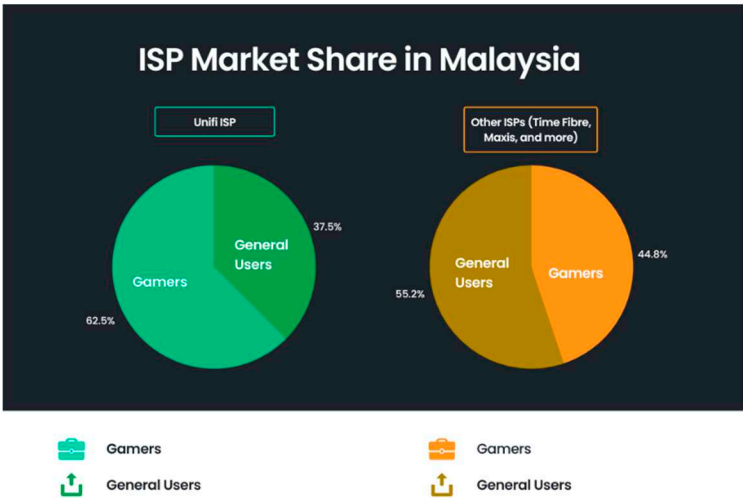 ISP Market Share in Malaysia
Unifi ISP
Other ISPs (Time Fibre,
Maxis, and more)
General
Users
37.5%
Gamers
62.5%
General
Users
55.2%
Gamers
44.8%
Gamers
General Users
Gamers
General Users